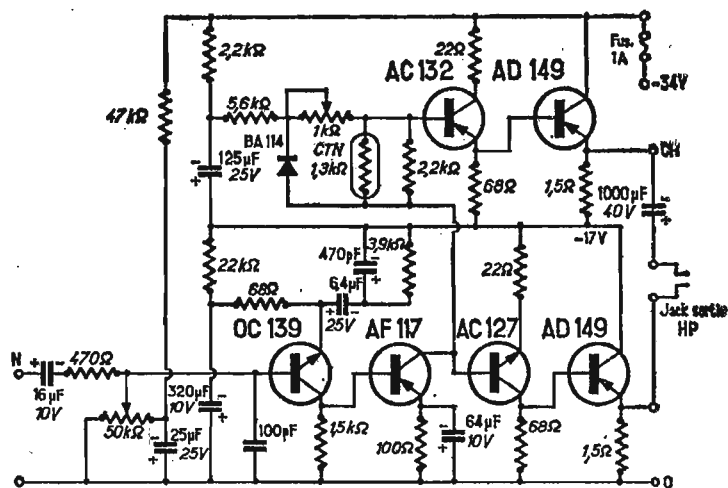 2,2kΩ
22Ω
AC 132
AD 149
Fus.
1A
-34V
47kΩ
5,6kΩ
1kΩ
BA 114
CTN
1,3kΩ
125µF
25V
2,2kΩ
68Ω
1,5Ω
CH
1000µF
40V
-17V
22kΩ
470pF
3,9kΩ
22Ω
68Ω
6,4µF
25V
Jack sortie
HP
OC 139
AF 117
AC 127
AD 149
N
470Ω
16µF
10V
320µF
10V
50kΩ
25µF
25V
100pF
1,5kΩ
100Ω
64µF
10V
68Ω
1,5Ω
0